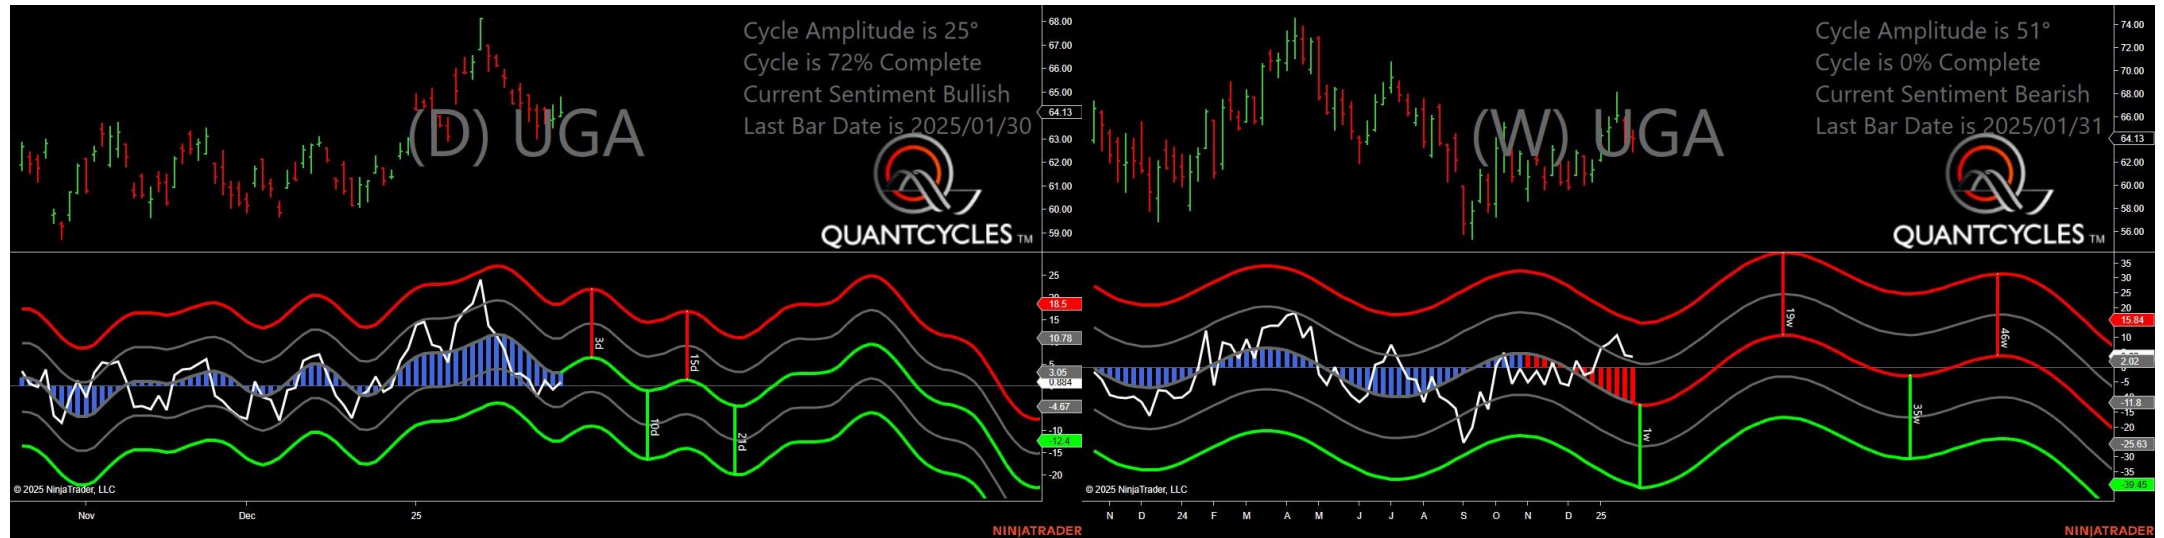 Cycle Amplitude is 25°
Cycle is 72% Complete
Current Sentiment Bullish
Last Bar Date is 2025/01/30
(D) UGA
QUANTCYCLES TM
68.00
67.00
66.00
65.00
64.13
63.00
62.00
61.00
60.00
59.00
25
18.5
15
10.78
5
3.05
0.884
-4.67
-10
-12.4
-15
-20
3d
15d
10d
21d
© 2025 NinjaTrader, LLC
Nov
Dec
25
NINJATRADER
Cycle Amplitude is 51°
Cycle is 0% Complete
Current Sentiment Bearish
Last Bar Date is 2025/01/31
(W) UGA
QUANTCYCLES TM
74.00
72.00
70.00
68.00
66.00
64.13
62.00
60.00
58.00
56.00
35
30
25
20
15.84
10
2.02
-5
-11.8
-15
-20
-25.63
-30
-35
-39.45
19w
46w
1w
35w
© 2025 NinjaTrader, LLC
N D 24 F M A M J J A S O N D 25
NINJATRADER